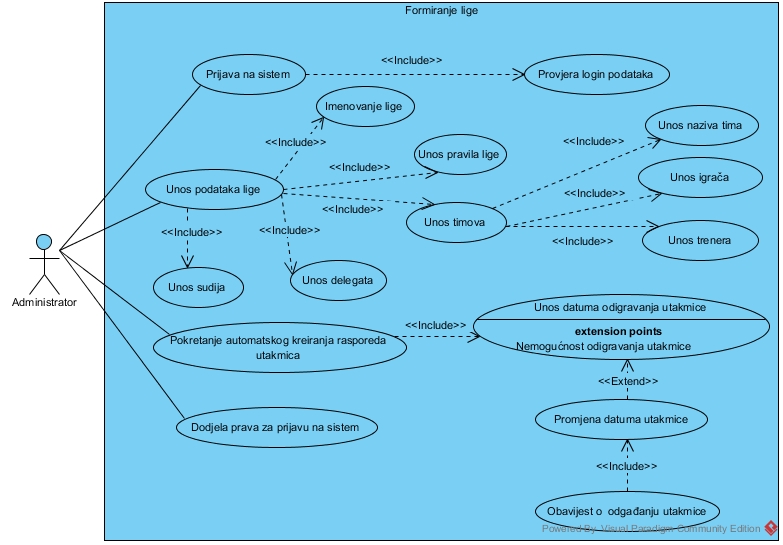 Formiranje lige
Prijava na sistem
<<Include>>
Provjera login podataka
Imenovanje lige
<<Include>>
Unos naziva tima
<<Include>>
Unos pravila lige
<<Include>>
Unos podataka lige
Unos igrača
<<Include>>
<<Include>>
Unos timova
<<Include>>
<<Include>>
<<Include>>
Unos trenera
Administrator
Unos sudija
Unos delegata
Unos datuma odigravanja utakmice
extension points
Nemogućnost odigravanja utakmice
<<Include>>
Pokretanje automatskog kreiranja rasporeda
utakmica
<<Extend>>
Promjena datuma utakmice
Dodjela prava za prijavu na sistem
<<Include>>
Obavijest o odgađanju utakmice
Powered By Visual Paradigm Community Edition